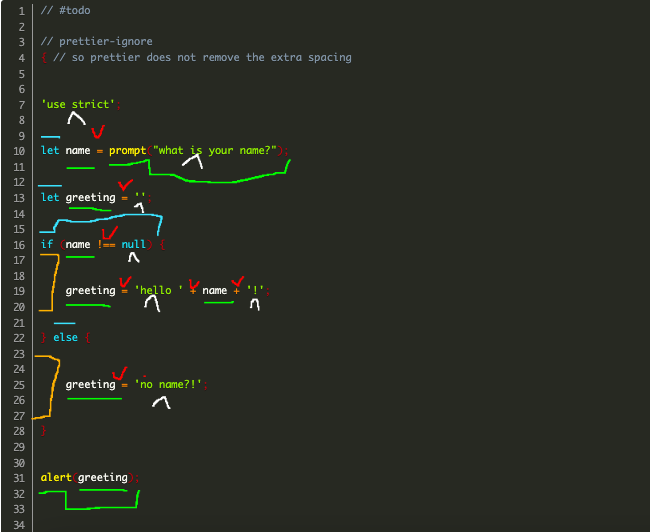 1 // #todo
2
3 // prettier-ignore
4 { // so prettier does not remove the extra spacing
5
6
7 'use strict';
8
9
10 let name = prompt("what is your name?");
11
12
13 let greeting = '';
14
15
16 if (name !== null) {
17
18
19 greeting = 'hello ' + name + '!';
20
21
22 } else {
23
24
25 greeting = 'no name?!';
26
27
28 }
29
30
31 alert(greeting);
32
33
34